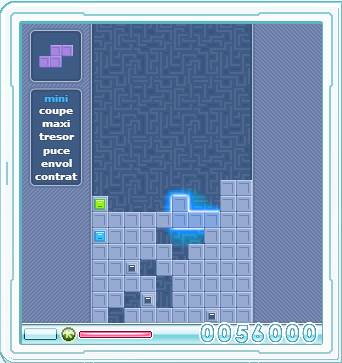 mini
coupe
maxi
tresor
puce
envol
contrat
0056000